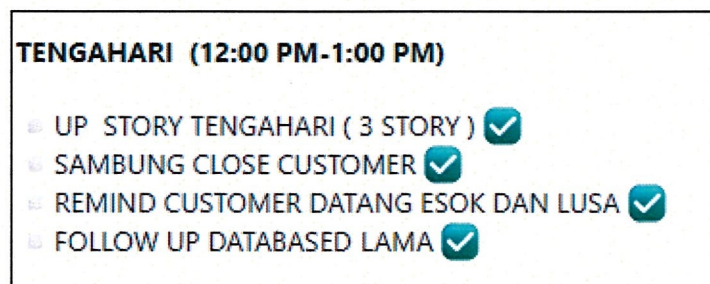 TENGAHARI (12:00 PM-1:00 PM)
UP STORY TENGAHARI ( 3 STORY ) ✅
SAMBUNG CLOSE CUSTOMER ✅
REMIND CUSTOMER DATANG ESOK DAN LUSA ✅
FOLLOW UP DATABASED LAMA ✅